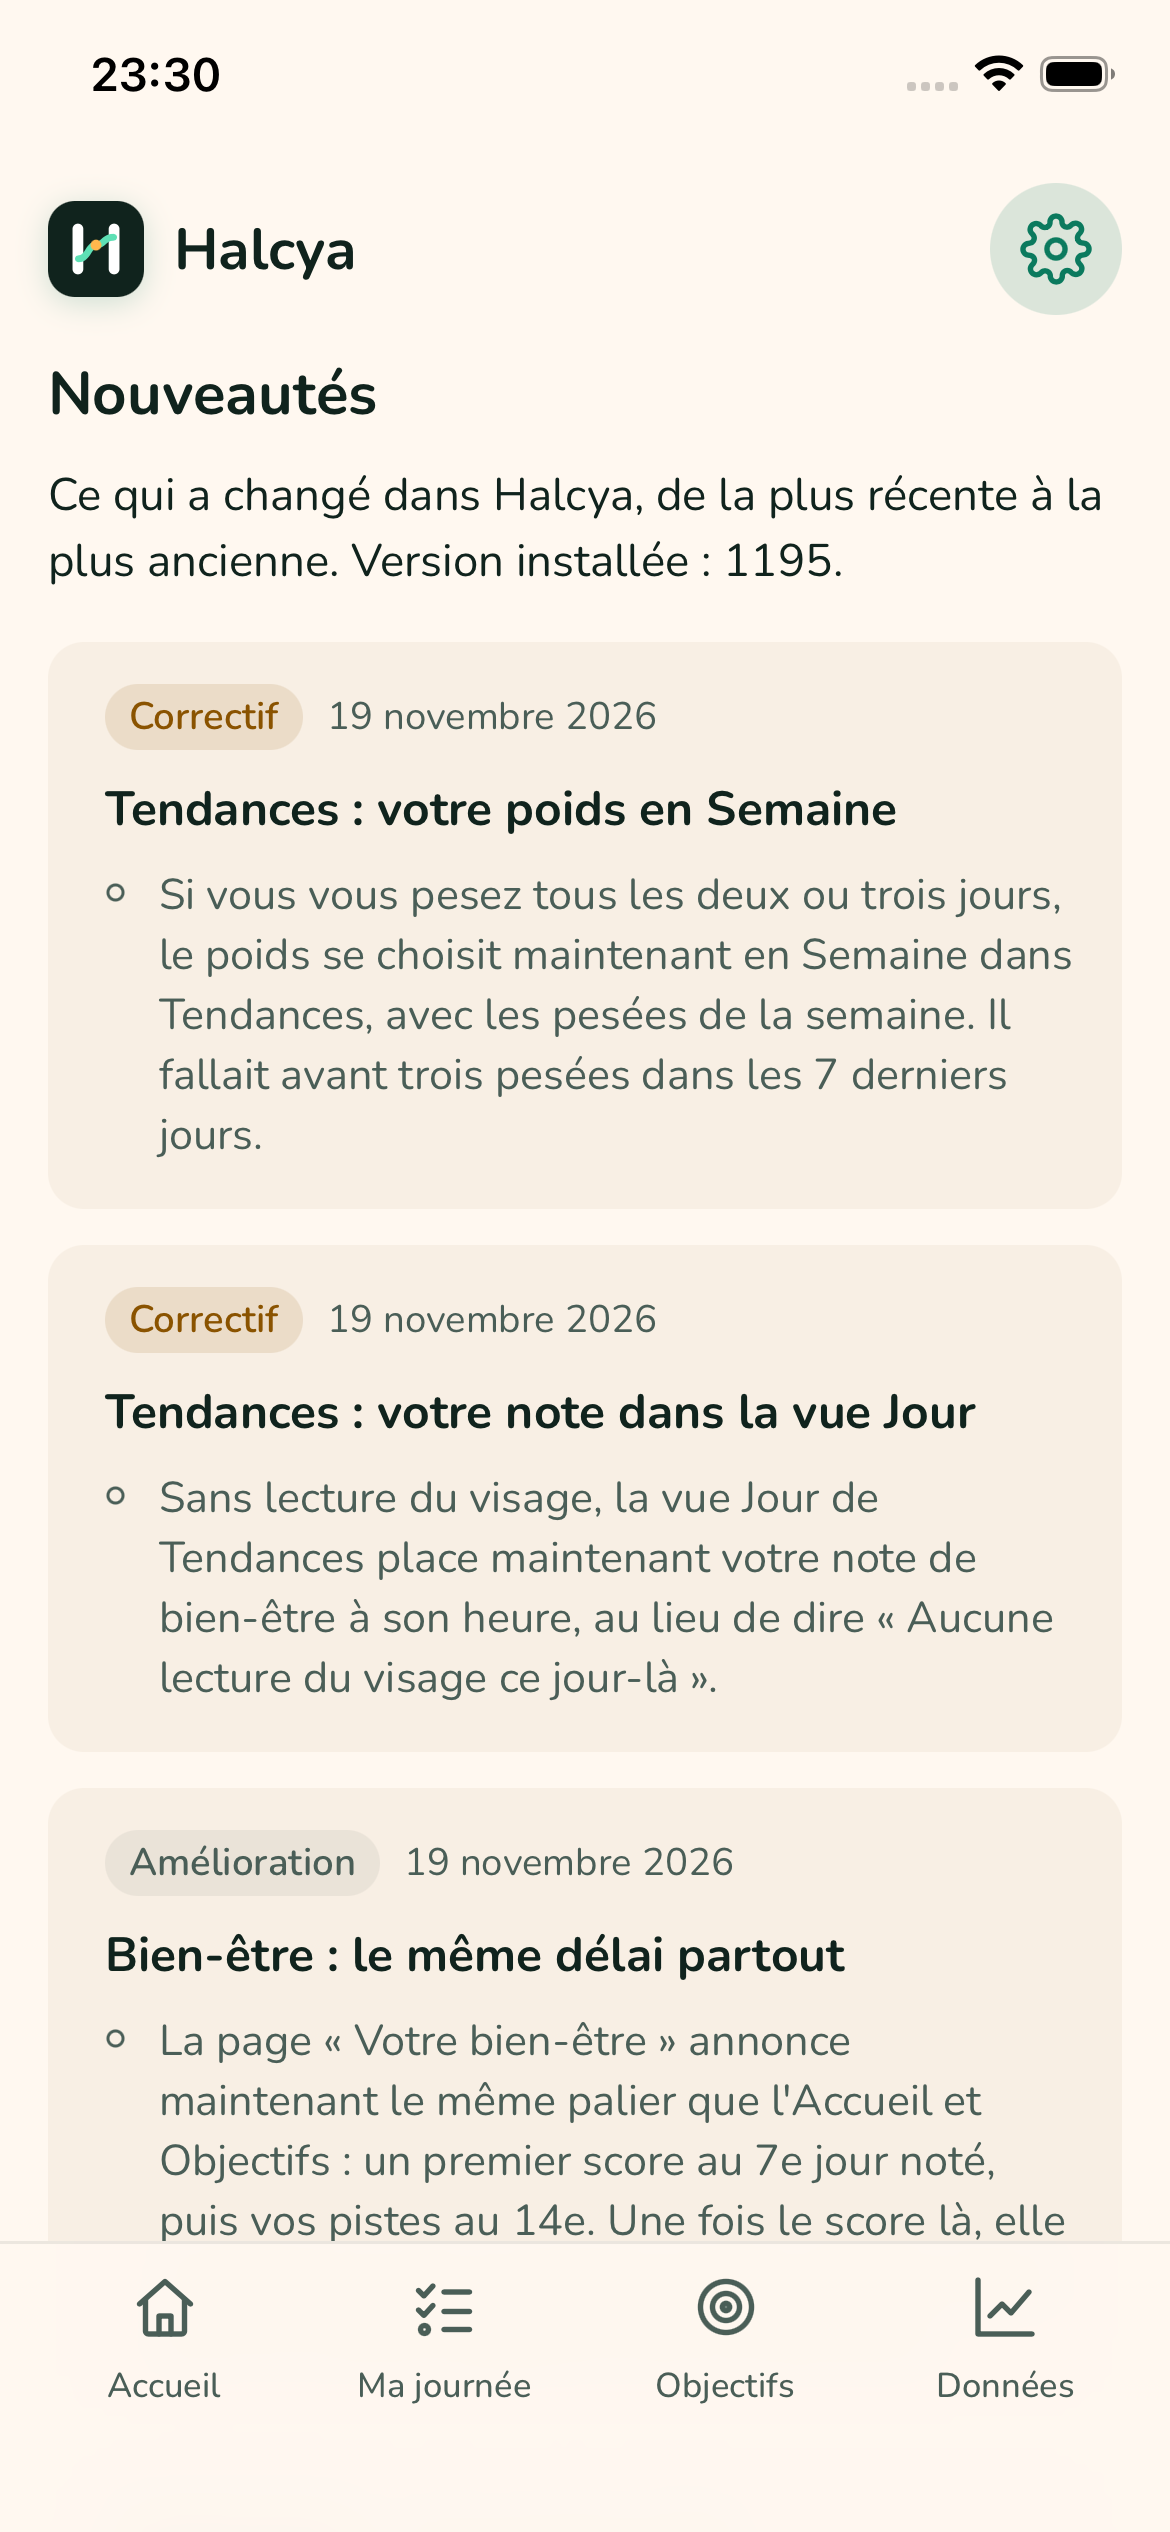 23:30
Halcya
Nouveautés
Ce qui a changé dans Halcya, de la plus récente à la
plus ancienne. Version installée : 1195.
Correctif 19 novembre 2026
Tendances : votre poids en Semaine
Si vous vous pesez tous les deux ou trois jours,
le poids se choisit maintenant en Semaine dans
Tendances, avec les pesées de la semaine. Il
fallait avant trois pesées dans les 7 derniers
jours.
Correctif 19 novembre 2026
Tendances : votre note dans la vue Jour
Sans lecture du visage, la vue Jour de
Tendances place maintenant votre note de
bien-être à son heure, au lieu de dire « Aucune
lecture du visage ce jour-là ».
Amélioration 19 novembre 2026
Bien-être : le même délai partout
La page « Votre bien-être » annonce
maintenant le même palier que l'Accueil et
Objectifs : un premier score au 7e jour noté,
puis vos pistes au 14e. Une fois le score là, elle
Accueil Ma journée Objectifs Données